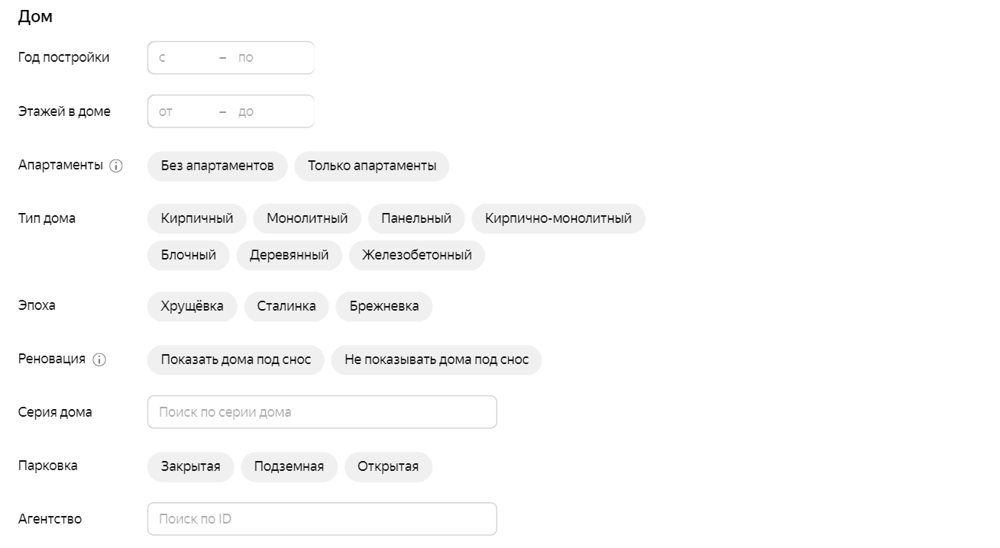 Дом
Год постройки с – по
Этажей в доме от – до
Апартаменты Без апартаментов Только апартаменты
Тип дома Кирпичный Монолитный Панельный Кирпично-монолитный
Блочный Деревянный Железобетонный
Эпоха Хрущёвка Сталинка Брежневка
Реновация Показать дома под снос Не показывать дома под снос
Серия дома Поиск по серии дома
Парковка Закрытая Подземная Открытая
Агентство Поиск по ID